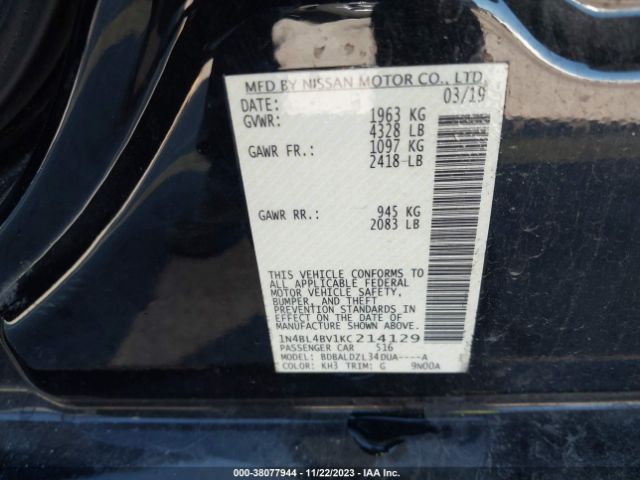 MFD BY NISSAN MOTOR CO., LTD.
DATE: 03/19
GVWR: 1963 KG
4328 LB
GAWR FR.: 1097 KG
2418 LB
GAWR RR.: 945 KG
2083 LB
THIS VEHICLE CONFORMS TO
ALL APPLICABLE FEDERAL
MOTOR VEHICLE SAFETY,
BUMPER, AND THEFT
PREVENTION STANDARDS IN
EFFECT ON THE DATE OF
MANUFACTURE SHOWN ABOVE.
1N4BL4BV1KC214129
PASSENGER CAR 516
MODEL: BDBALDZL34DUA----A
COLOR: KH3 TRIM: G 9N00A
000-38077944 - 11/22/2023 - IAA Inc.